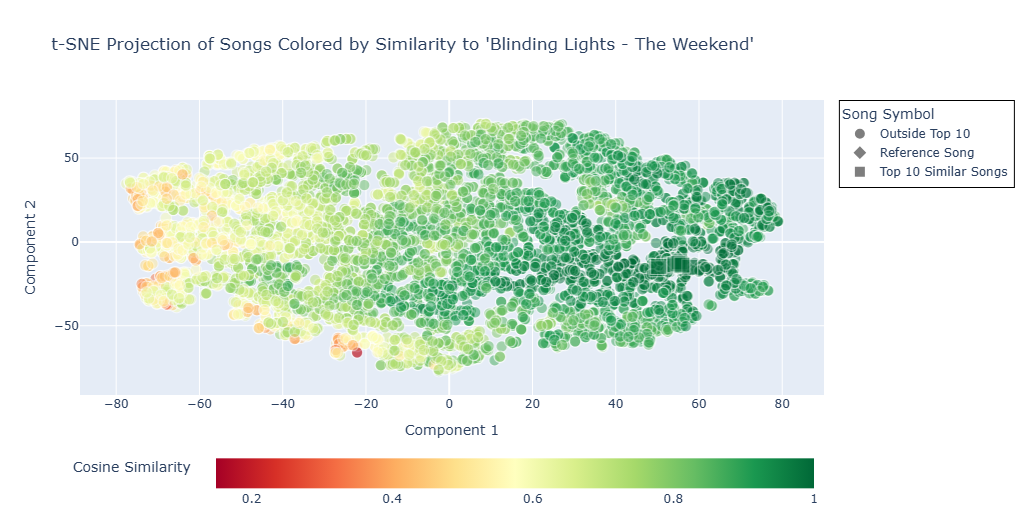 t-SNE Projection of Songs Colored by Similarity to 'Blinding Lights - The Weekend'
Song Symbol
Outside Top 10
Reference Song
Top 10 Similar Songs
Component 2
50
0
−50
−80
−60
−40
−20
0
20
40
60
80
Component 1
Cosine Similarity
0.2
0.4
0.6
0.8
1